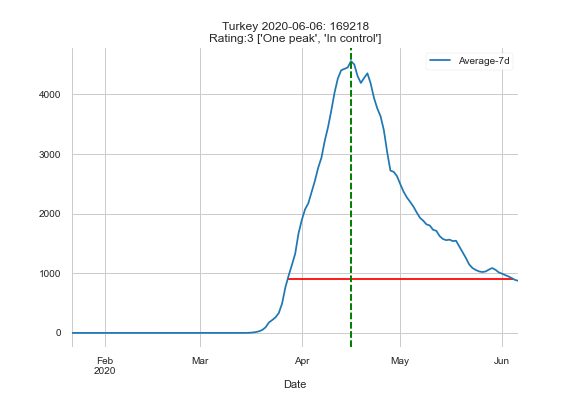 Turkey 2020-06-06: 169218
Rating:3 ['One peak', 'In control']
Average-7d
4000
3000
2000
1000
0
Feb
2020
Mar
Apr
May
Jun
Date